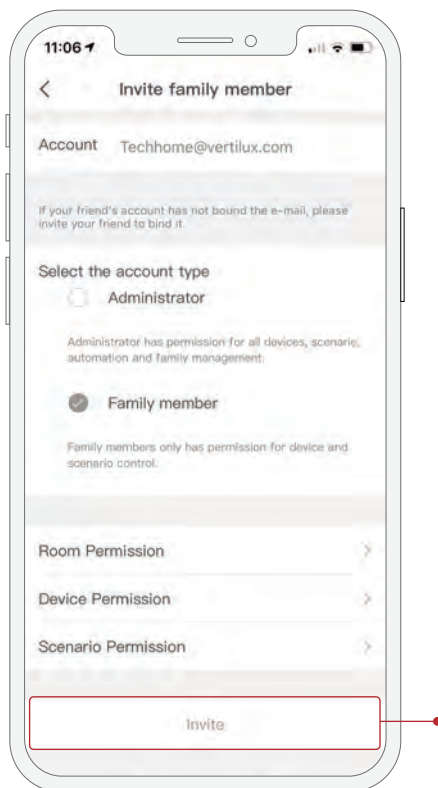 11:06
Invite family member
Account Techhome@vertilux.com
If your friend's account has not bound the e-mail, please
invite your friend to bind it.
Select the account type
Administrator
Administrator has permission for all devices, scenario,
automation and family management.
Family member
Family members only has permission for device and
scenario control.
Room Permission
Device Permission
Scenario Permission
Invite